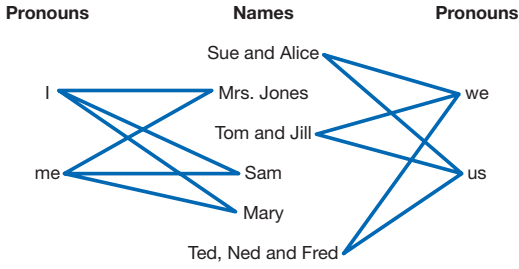 Pronouns Names Pronouns
Sue and Alice
I Mrs. Jones we
Tom and Jill
me Sam us
Mary
Ted, Ned and Fred